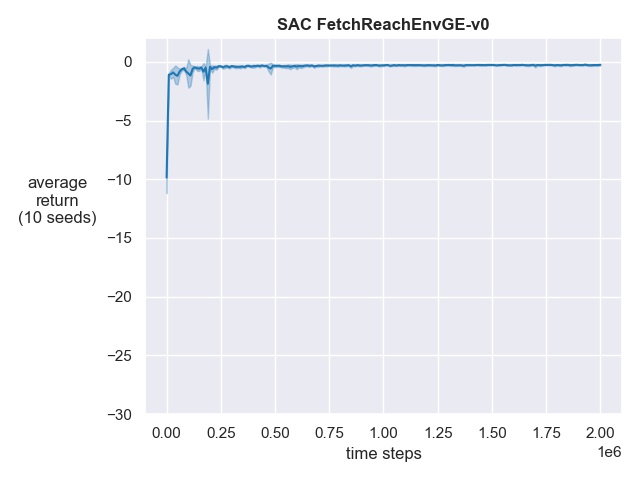 SAC FetchReachEnvGE-v0
0
−5
−10
−15
−20
−25
−30
average
return
(10 seeds)
0.00 0.25 0.50 0.75 1.00 1.25 1.50 1.75 2.00
1e6
time steps